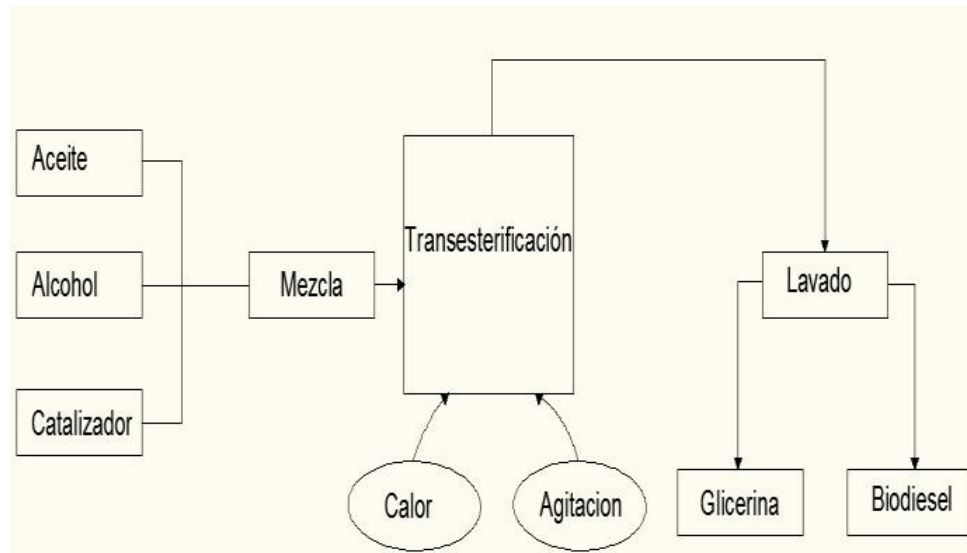 Aceite
Alcohol
Catalizador
Mezcla
Transesterificación
Calor
Agitacion
Lavado
Glicerina
Biodiesel